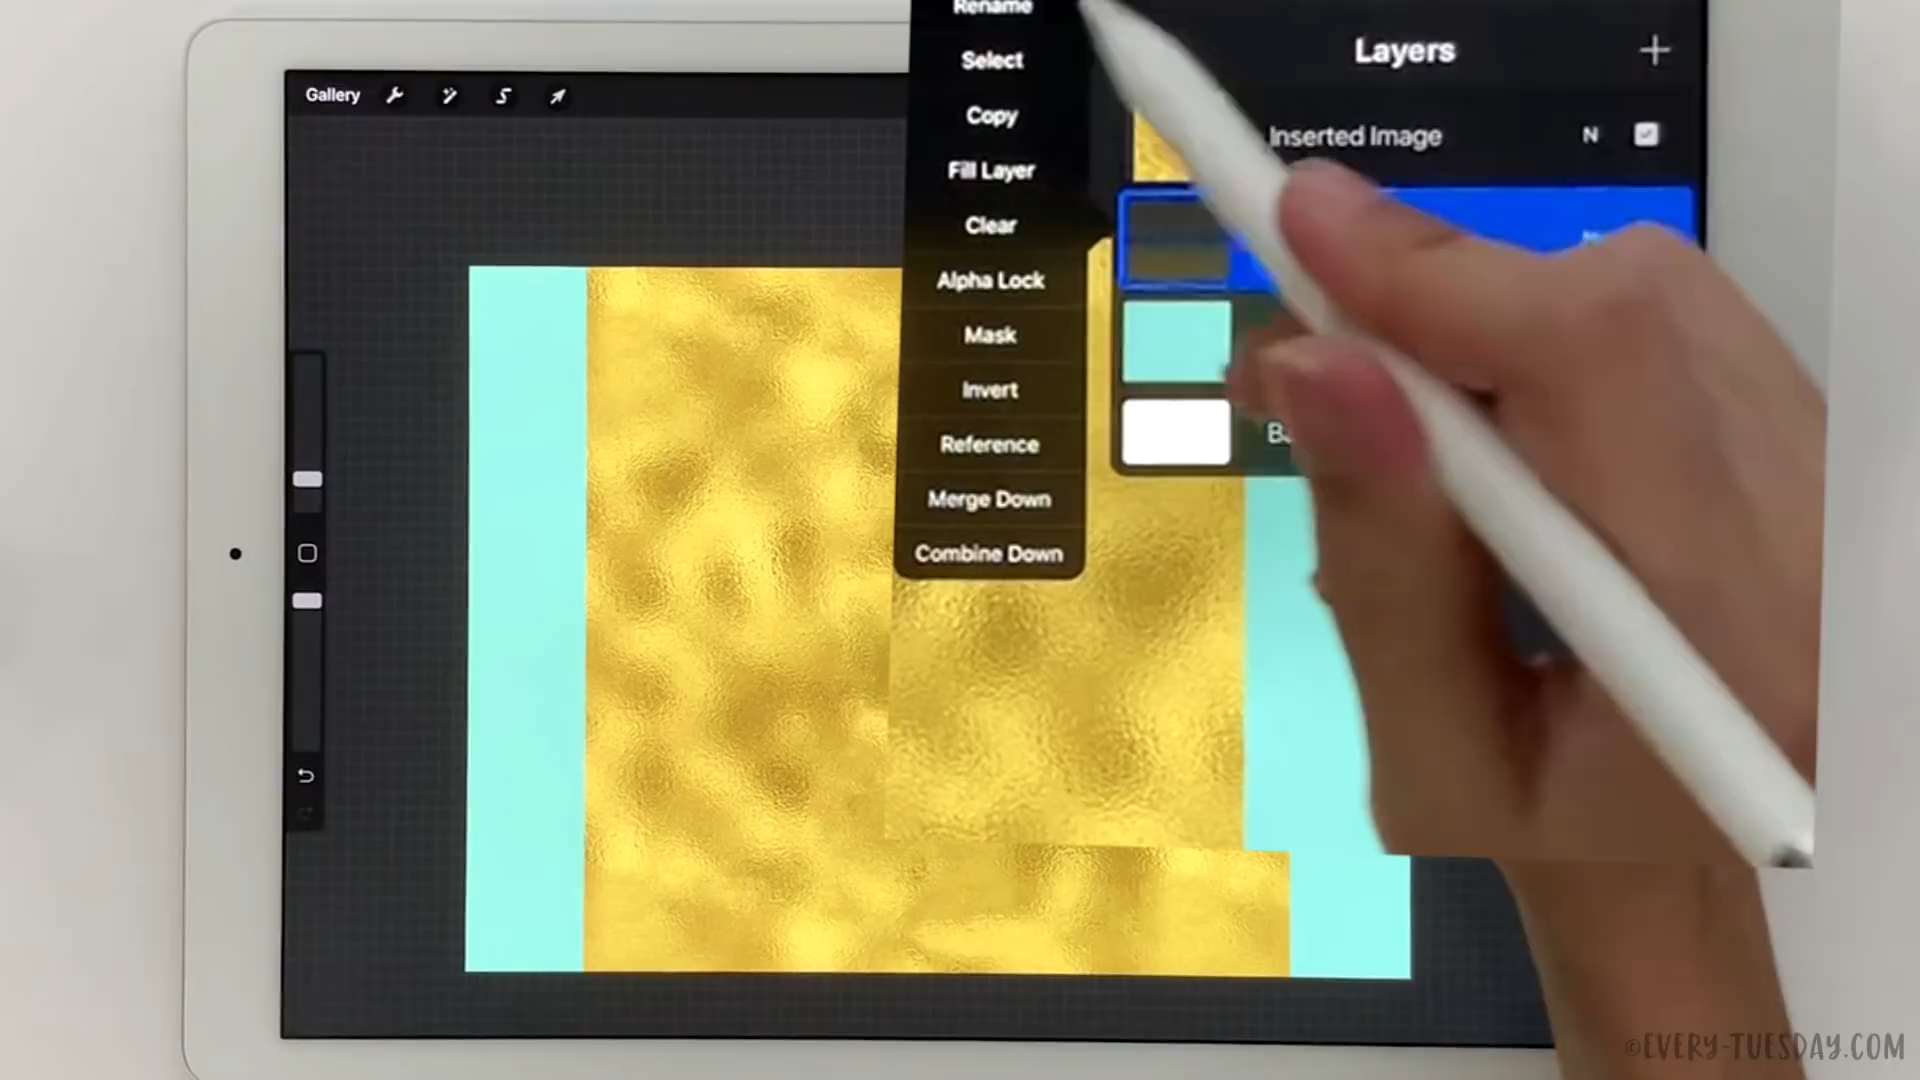 Rename
Select
Copy
Fill Layer
Clear
Alpha Lock
Mask
Invert
Reference
Merge Down
Combine Down
Gallery
Layers
Inserted Image N
©EVERY-TUESDAY.COM